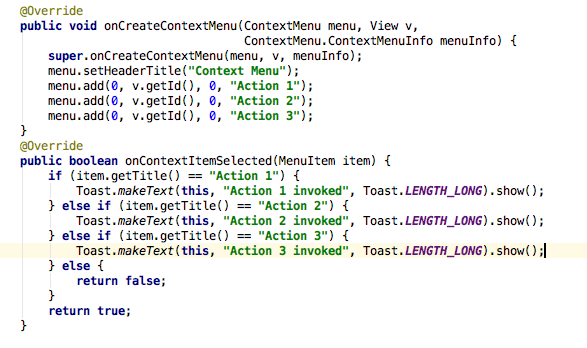 @Override
public void onCreateContextMenu(ContextMenu menu, View v,
                                ContextMenu.ContextMenuInfo menuInfo) {
    super.onCreateContextMenu(menu, v, menuInfo);
    menu.setHeaderTitle("Context Menu");
    menu.add(0, v.getId(), 0, "Action 1");
    menu.add(0, v.getId(), 0, "Action 2");
    menu.add(0, v.getId(), 0, "Action 3");
}
@Override
public boolean onContextItemSelected(MenuItem item) {
    if (item.getTitle() == "Action 1") {
        Toast.makeText(this, "Action 1 invoked", Toast.LENGTH_LONG).show();
    } else if (item.getTitle() == "Action 2") {
        Toast.makeText(this, "Action 2 invoked", Toast.LENGTH_LONG).show();
    } else if (item.getTitle() == "Action 3") {
        Toast.makeText(this, "Action 3 invoked", Toast.LENGTH_LONG).show();
    } else {
        return false;
    }
    return true;
}